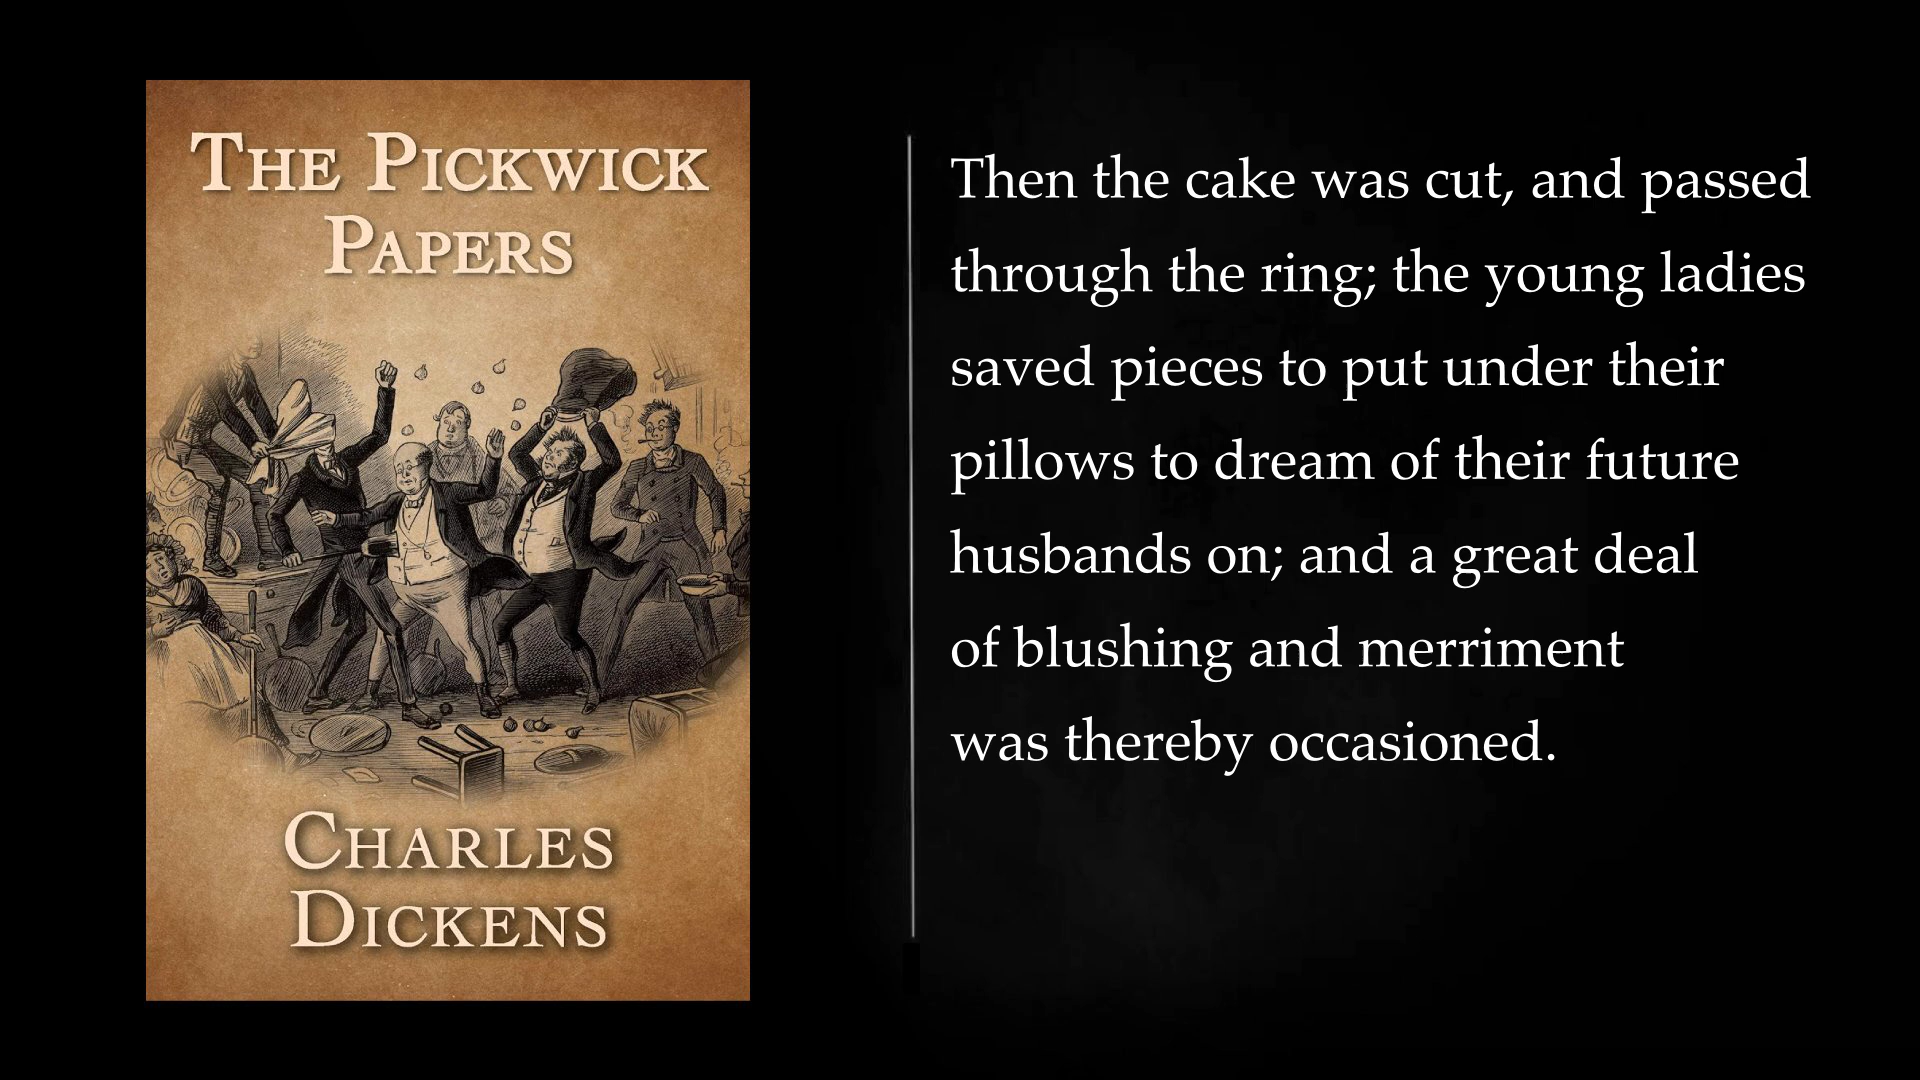 THE PICKWICK
PAPERS
CHARLES
DICKENS
Then the cake was cut, and passed
through the ring; the young ladies
saved pieces to put under their
pillows to dream of their future
husbands on; and a great deal
of blushing and merriment
was thereby occasioned.